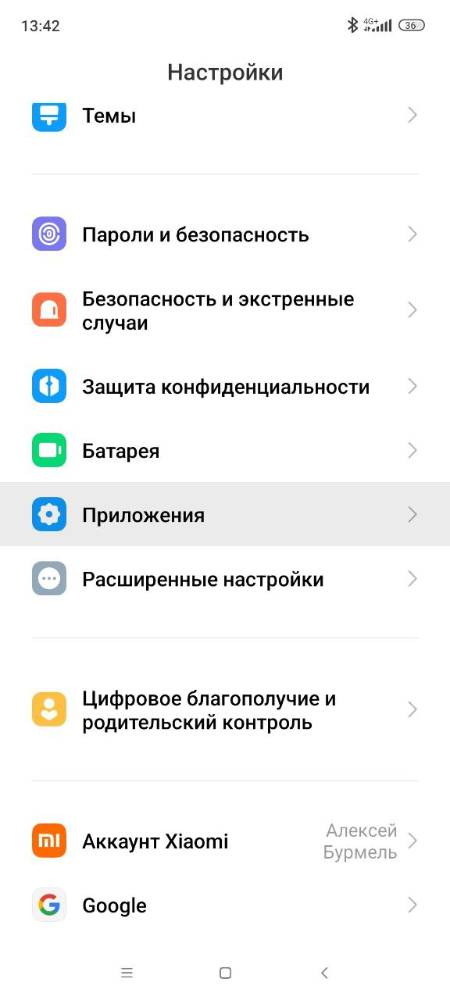 13:42
4G+
36
Настройки
Темы
Пароли и безопасность
Безопасность и экстренные
случаи
Защита конфиденциальности
Батарея
Приложения
Расширенные настройки
Цифровое благополучие и
родительский контроль
Аккаунт Xiaomi
Алексей
Бурмель
Google